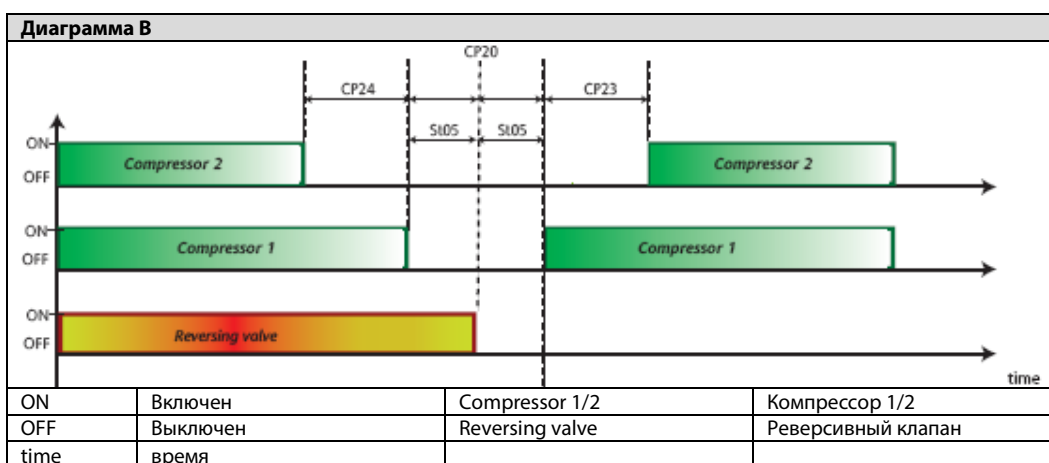 Диаграмма B
CP20
CP24 CP23
St05 St05
ON
OFF
Compressor 2 Compressor 2
ON
OFF
Compressor 1 Compressor 1
ON
OFF
Reversing valve
time
ON Включен Compressor 1/2 Компрессор 1/2
OFF Выключен Reversing valve Реверсивный клапан
time время